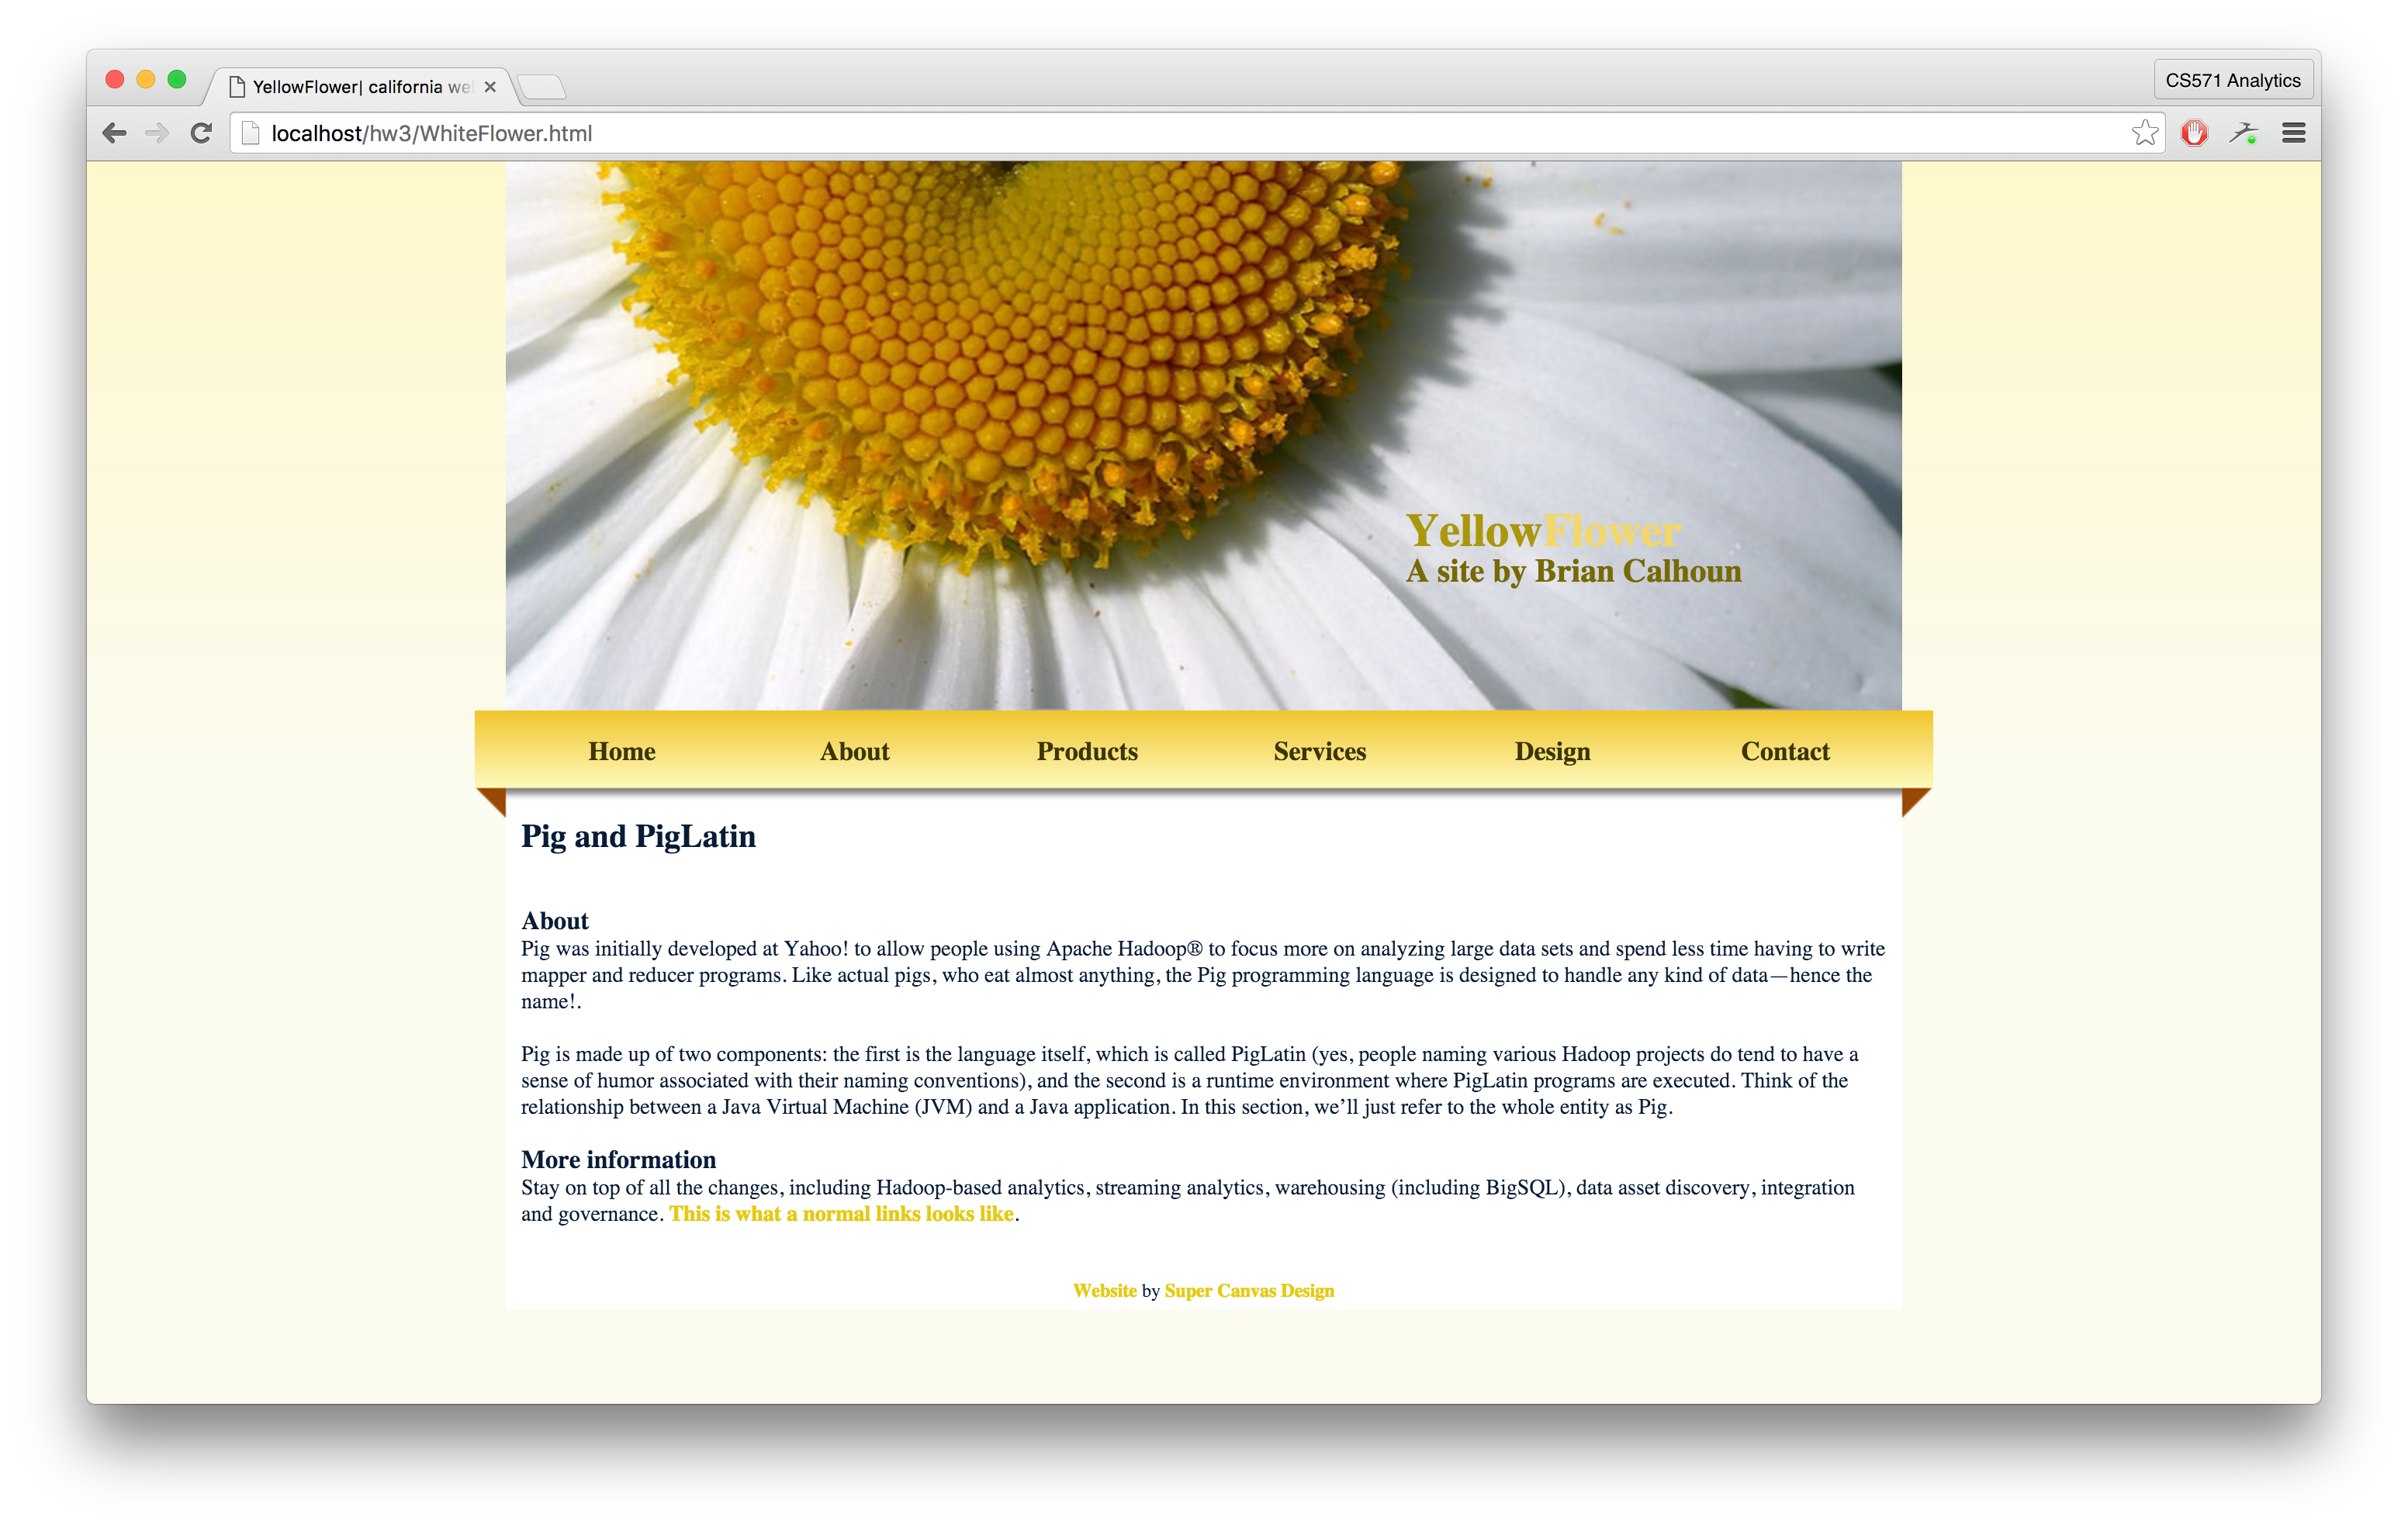 YellowFlower| california we
CS571 Analytics
localhost/hw3/WhiteFlower.html
YellowFlower
A site by Brian Calhoun
Home About Products Services Design Contact
Pig and PigLatin
About
Pig was initially developed at Yahoo! to allow people using Apache Hadoop® to focus more on analyzing large data sets and spend less time having to write
mapper and reducer programs. Like actual pigs, who eat almost anything, the Pig programming language is designed to handle any kind of data—hence the
name!.
Pig is made up of two components: the first is the language itself, which is called PigLatin (yes, people naming various Hadoop projects do tend to have a
sense of humor associated with their naming conventions), and the second is a runtime environment where PigLatin programs are executed. Think of the
relationship between a Java Virtual Machine (JVM) and a Java application. In this section, we’ll just refer to the whole entity as Pig.
More information
Stay on top of all the changes, including Hadoop-based analytics, streaming analytics, warehousing (including BigSQL), data asset discovery, integration
and governance. This is what a normal links looks like.
Website by Super Canvas Design